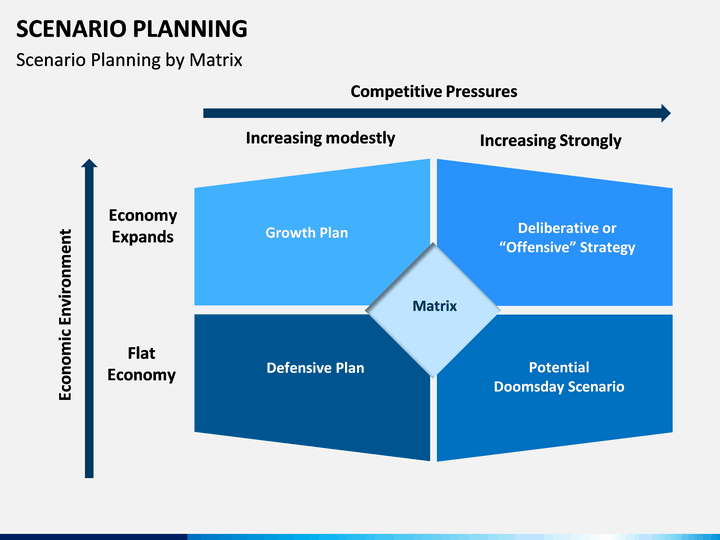 SCENARIO PLANNING
Scenario Planning by Matrix
Competitive Pressures
Increasing modestly
Increasing Strongly
Economic Environment
Economy
Expands
Growth Plan
Deliberative or
“Offensive” Strategy
Matrix
Flat
Economy
Defensive Plan
Potential
Doomsday Scenario